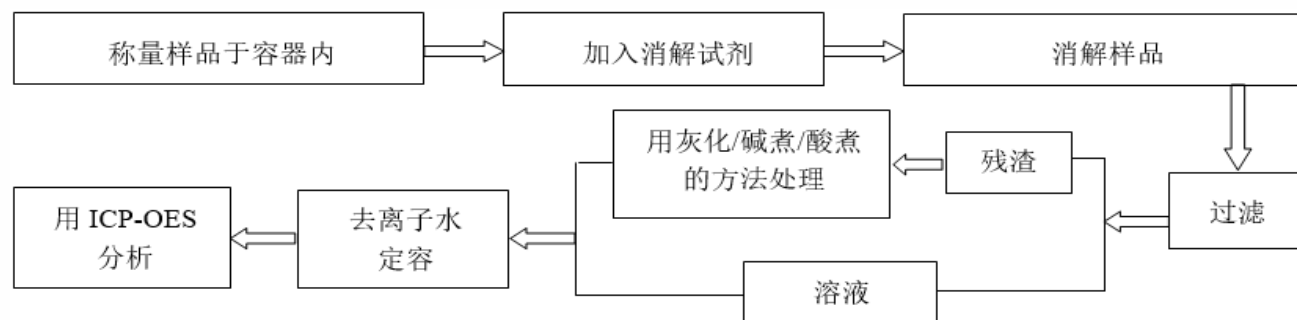 称量样品于容器内
加入消解试剂
消解样品
过滤
残渣
用灰化/碱煮/酸煮
的方法处理
溶液
去离子水
定容
用 ICP-OES
分析